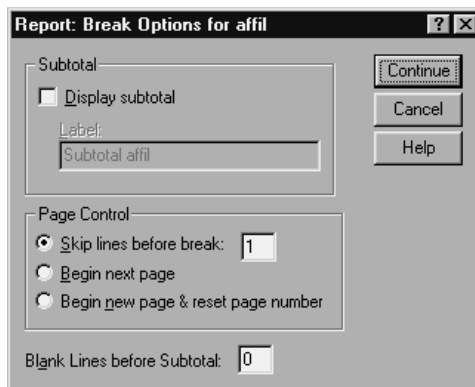 Report: Break Options for affil
Subtotal
Display subtotal
Label:
Subtotal affil
Continue
Cancel
Help
Page Control
Skip lines before break: 1
Begin next page
Begin new page & reset page number
Blank Lines before Subtotal: 0